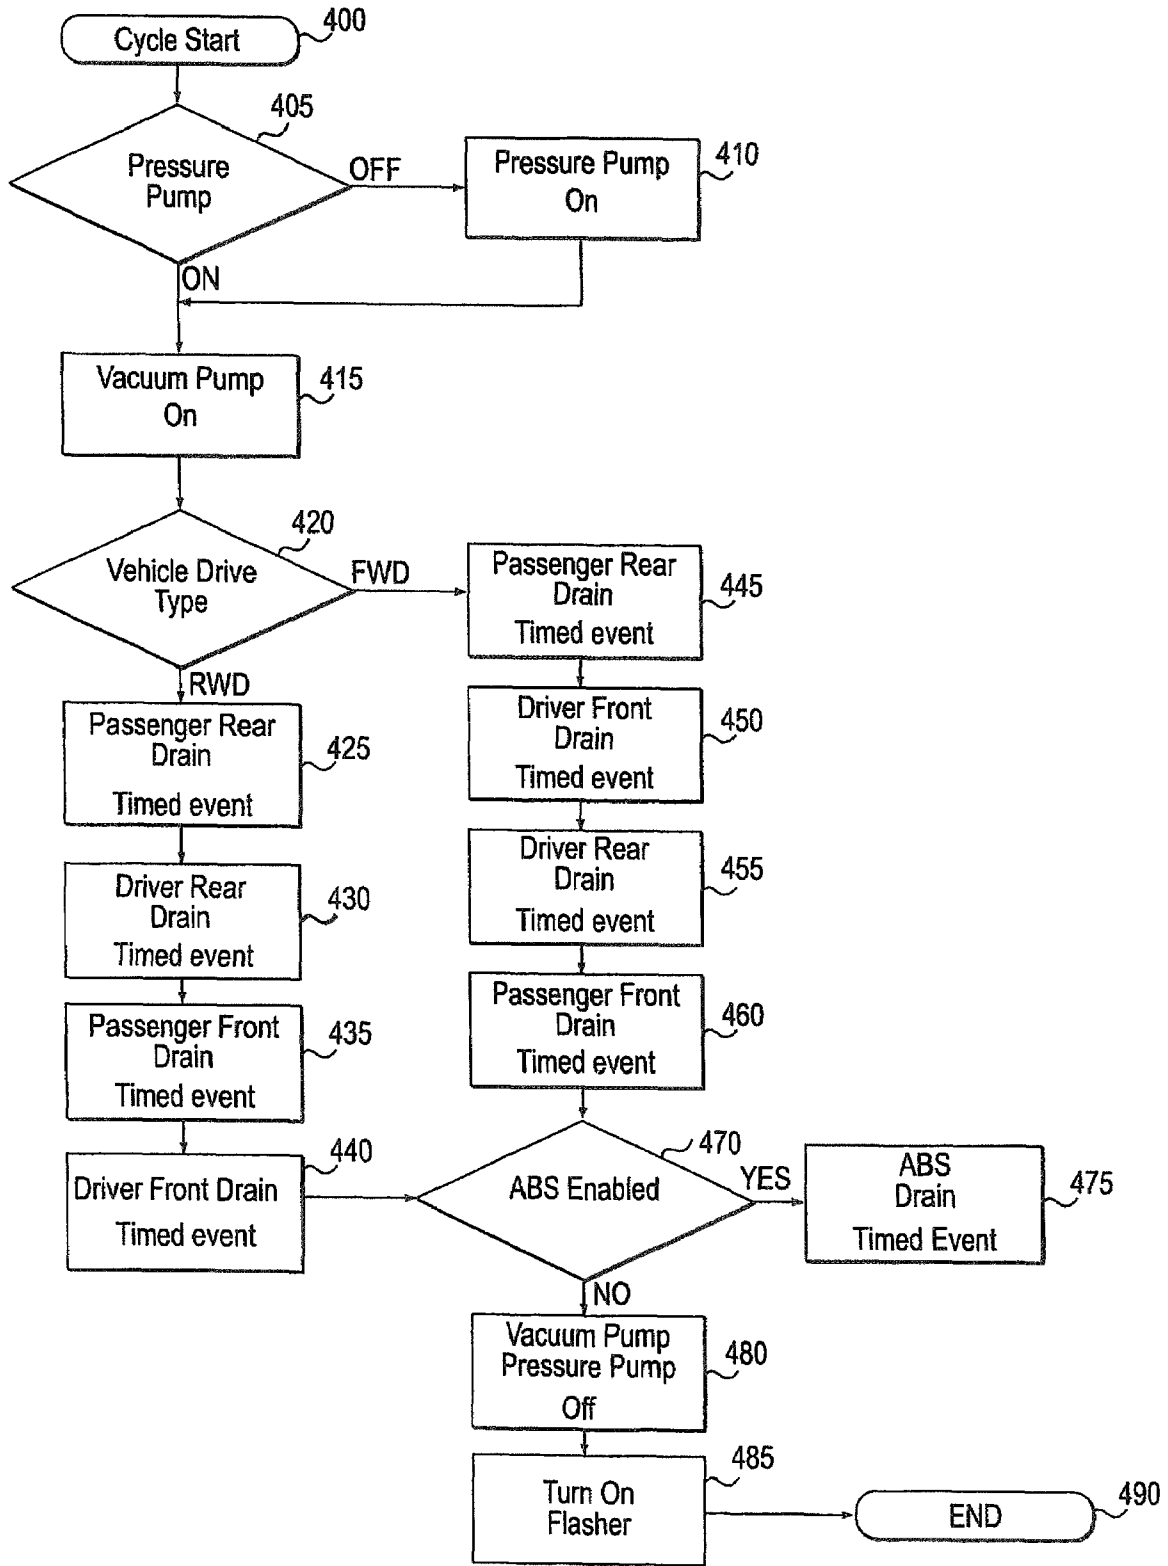 Cycle Start
400
405
Pressure
Pump
OFF
Pressure Pump
On
410
ON
Vacuum Pump
On
415
420
Vehicle Drive
Type
FWD
RWD
Passenger Rear
Drain
Timed event
425
Driver Rear
Drain
Timed event
430
Passenger Front
Drain
Timed event
435
Driver Front Drain
Timed event
440
Passenger Rear
Drain
Timed event
445
Driver Front
Drain
Timed event
450
Driver Rear
Drain
Timed event
455
Passenger Front
Drain
Timed event
460
470
ABS Enabled
YES
ABS
Drain
Timed Event
475
NO
Vacuum Pump
Pressure Pump
Off
480
Turn On
Flasher
485
END
490